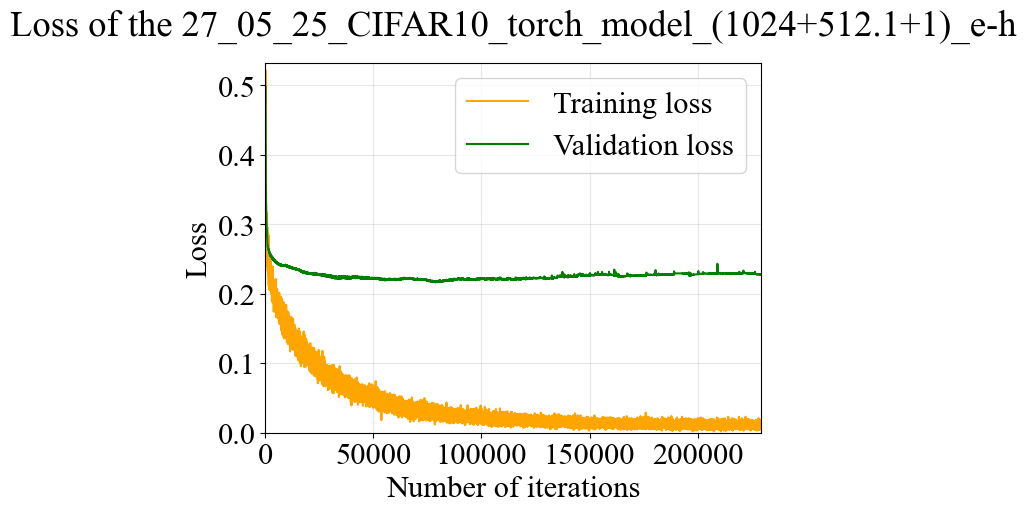 Loss of the 27_05_25_CIFAR10_torch_model_(1024+512.1+1)_e-h
Training loss
Validation loss
Loss
0.5
0.4
0.3
0.2
0.1
0.0
0 50000 100000 150000 200000
Number of iterations